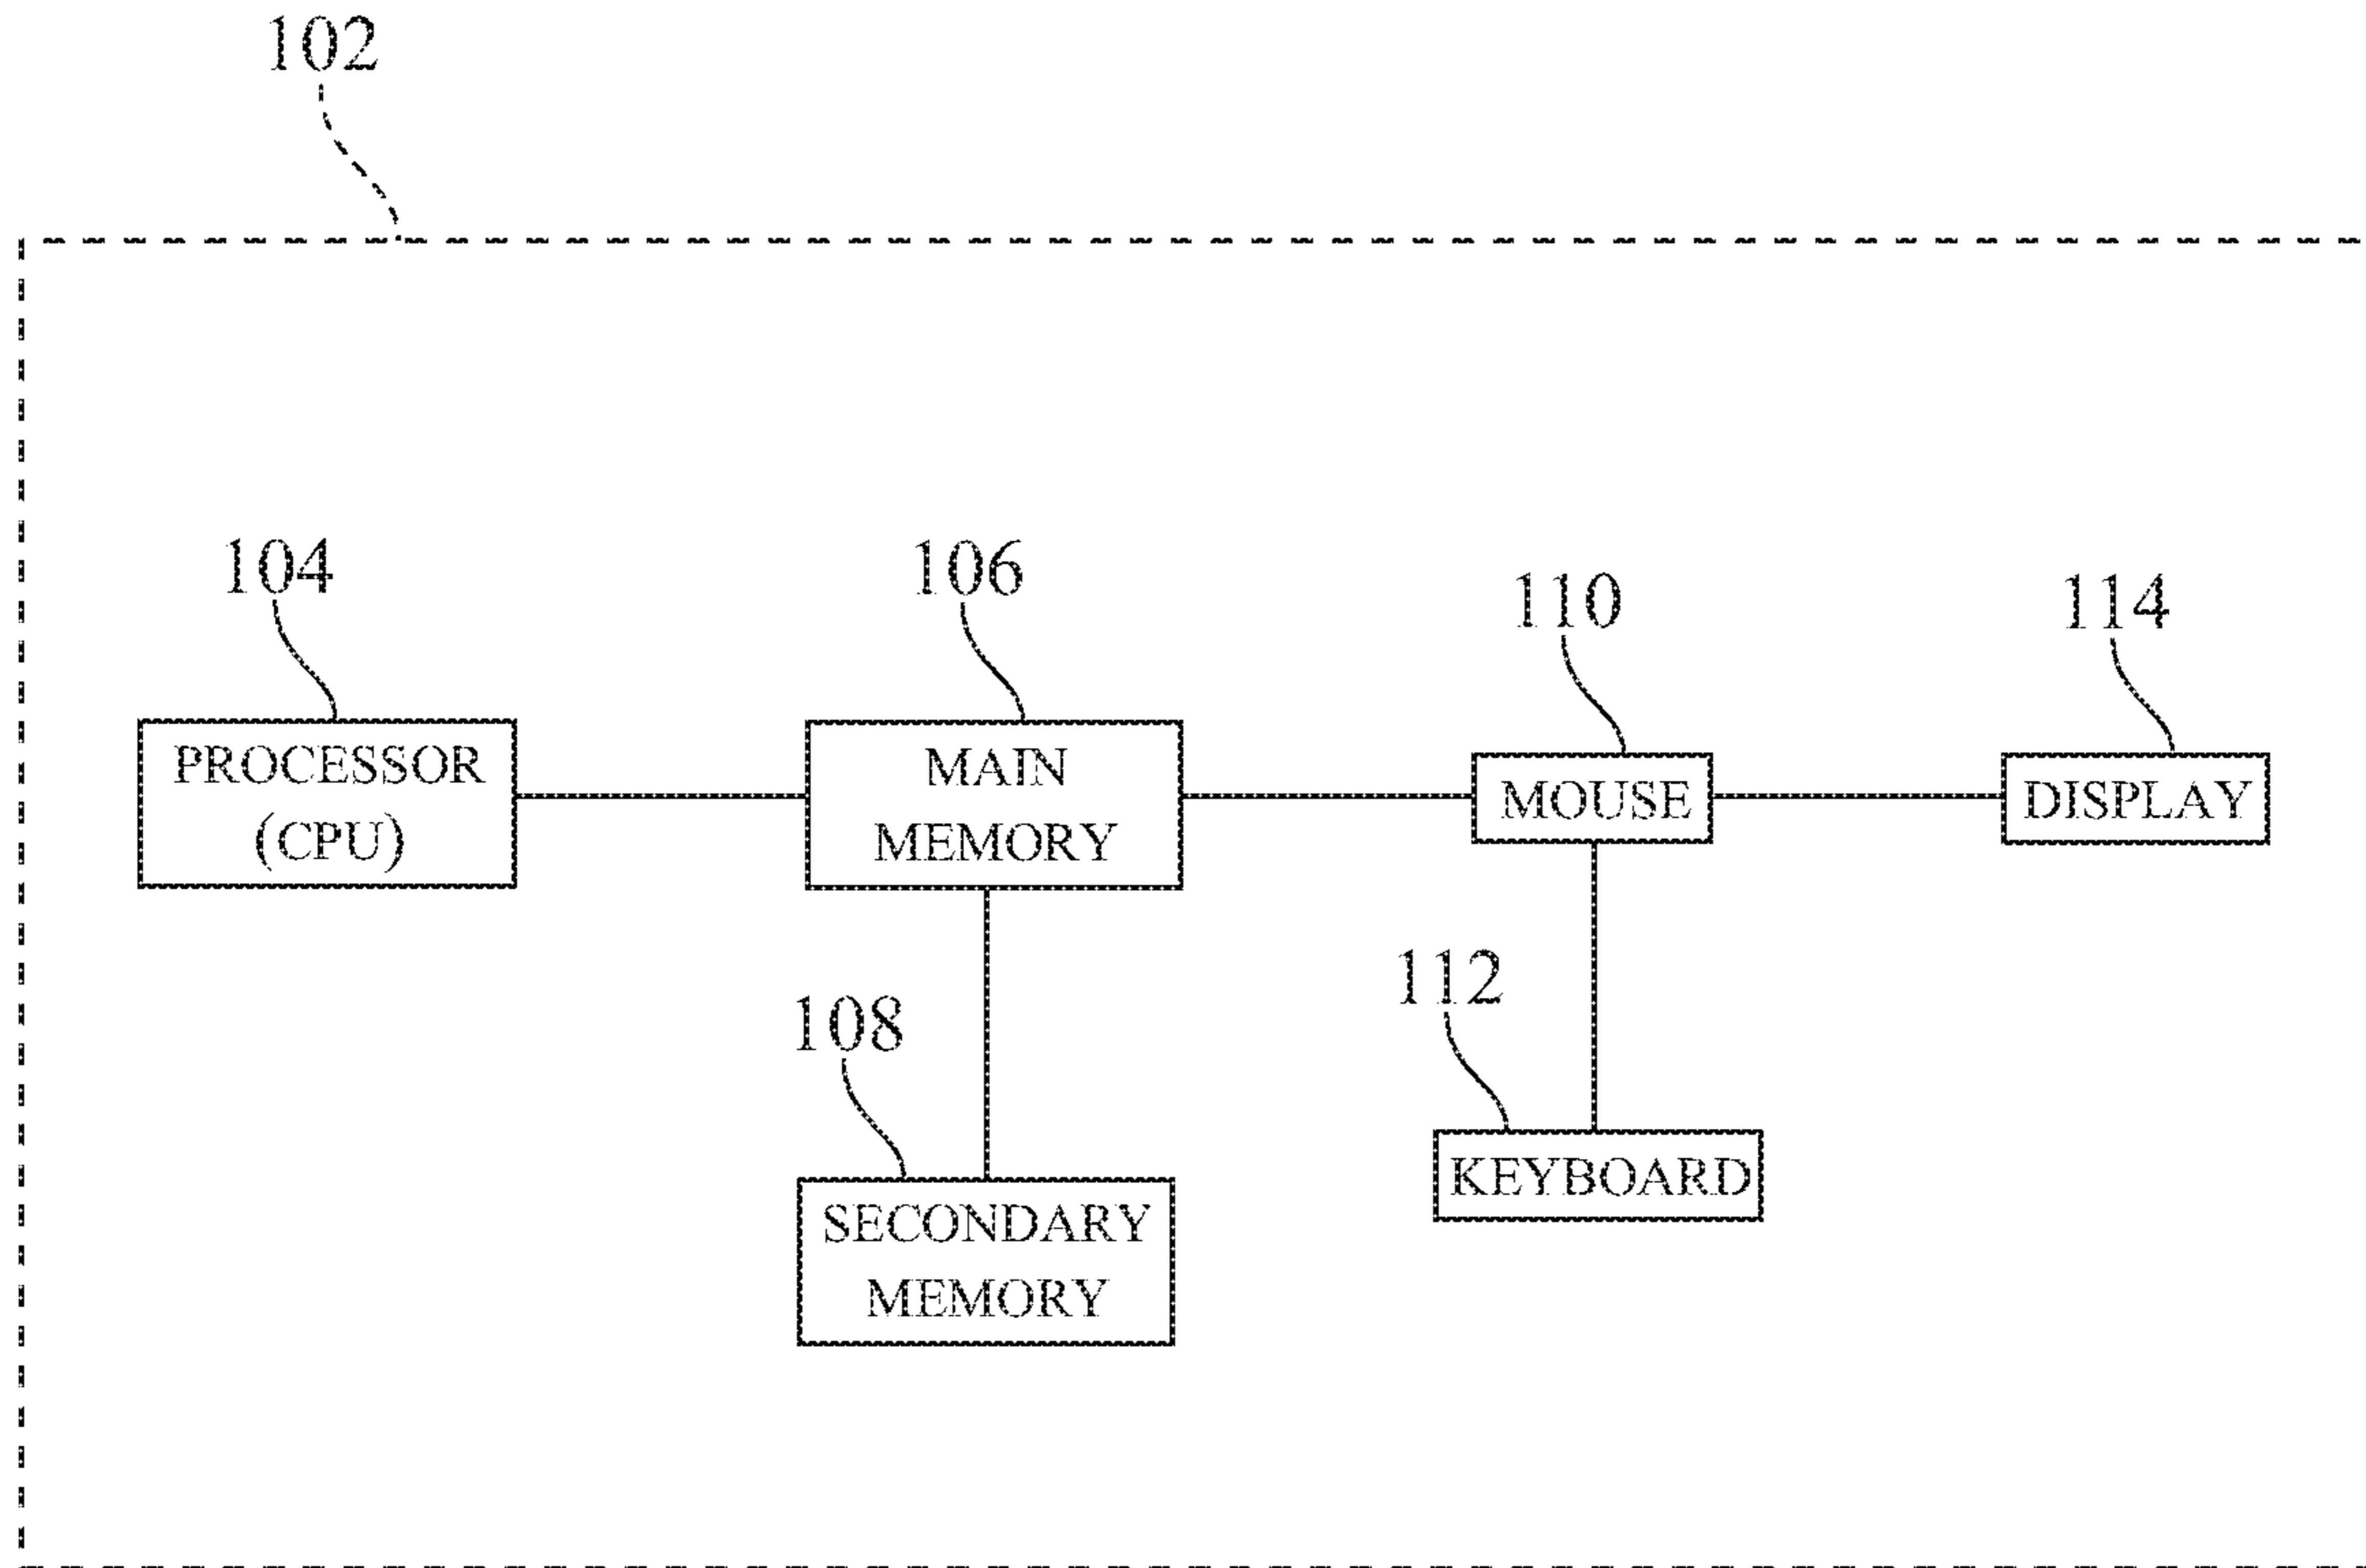 102
104
106
110
114
PROCESSOR
(CPU)
MAIN
MEMORY
MOUSE
DISPLAY
108
112
SECONDARY
MEMORY
KEYBOARD